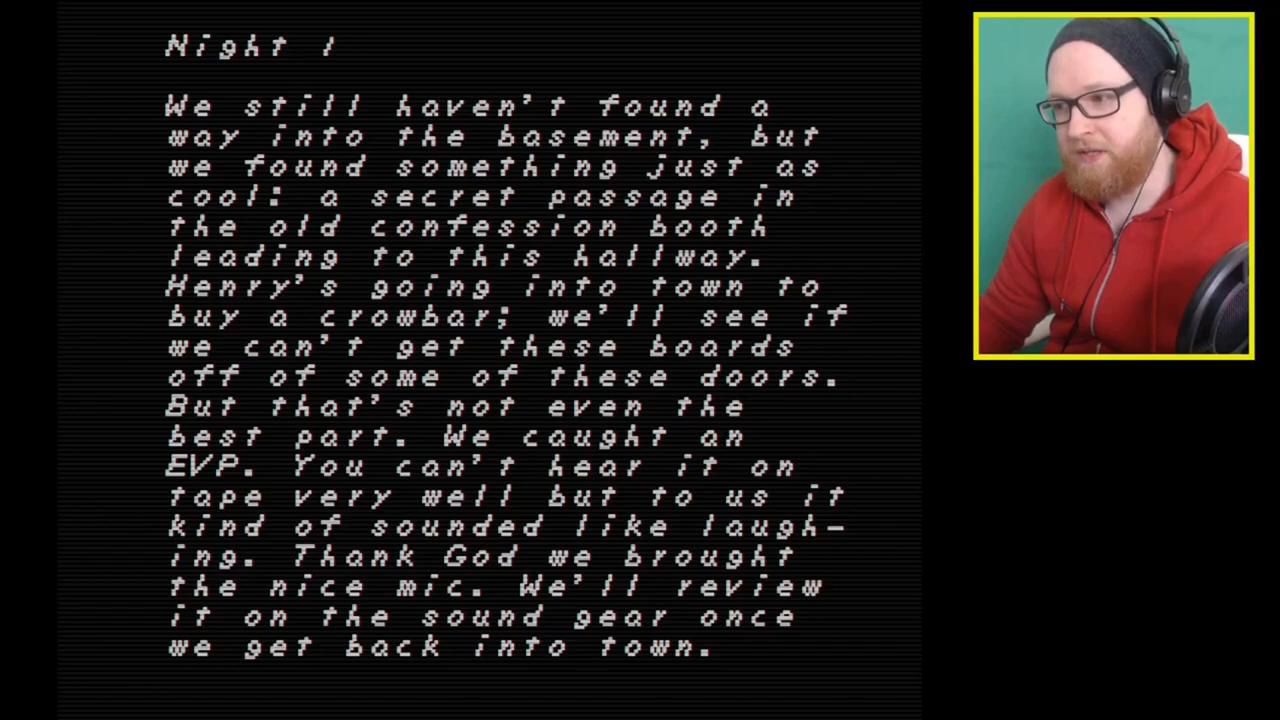 Night 1
We still haven't found a
way into the basement, but
we found something just as
cool: a secret passage in
the old confession booth
leading to this hallway.
Henry's going into town to
buy a crowbar; we'll see if
we can't get these boards
off of some of these doors.
But that's not even the
best part. We caught an
EVP. You can't hear it on
tape very well but to us it
kind of sounded like laugh-
ing. Thank God we brought
the nice mic. We'll review
it on the sound gear once
we get back into town.